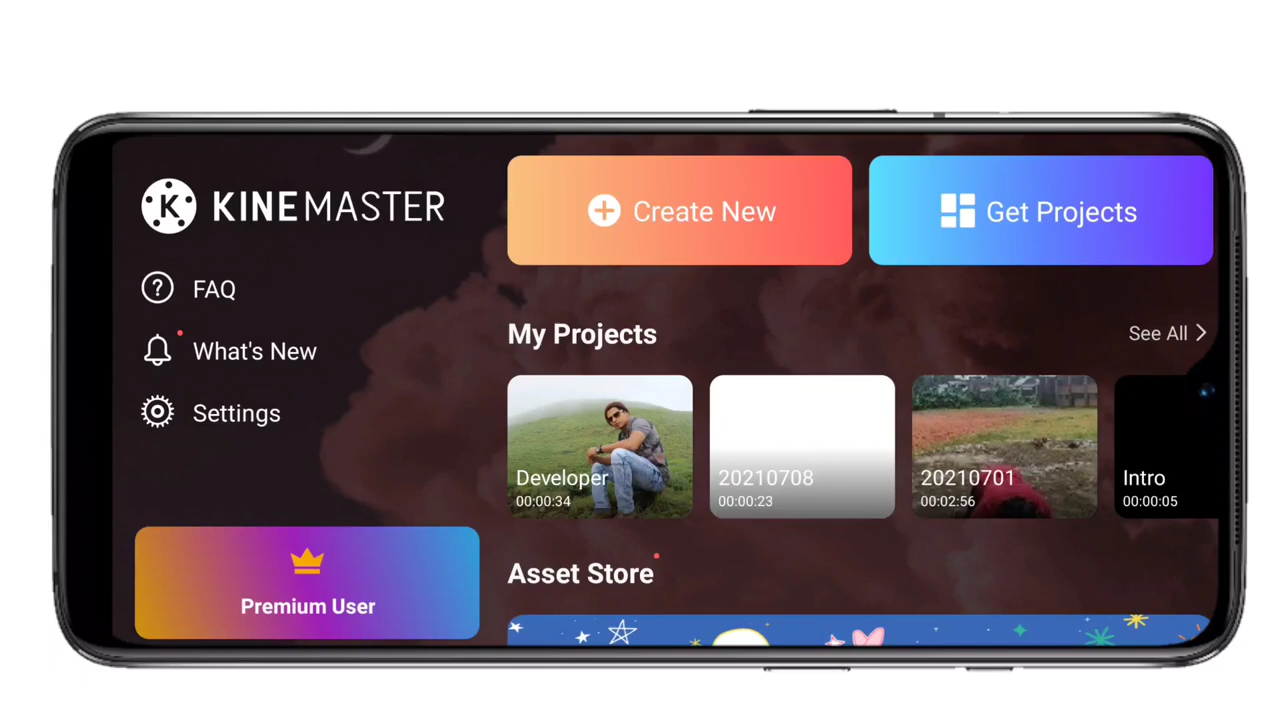 KINEMASTER
FAQ
What's New
Settings
Premium User
Create New
Get Projects
My Projects
See All
Developer
00:00:34
20210708
00:00:23
20210701
00:02:56
Intro
00:00:05
Asset Store